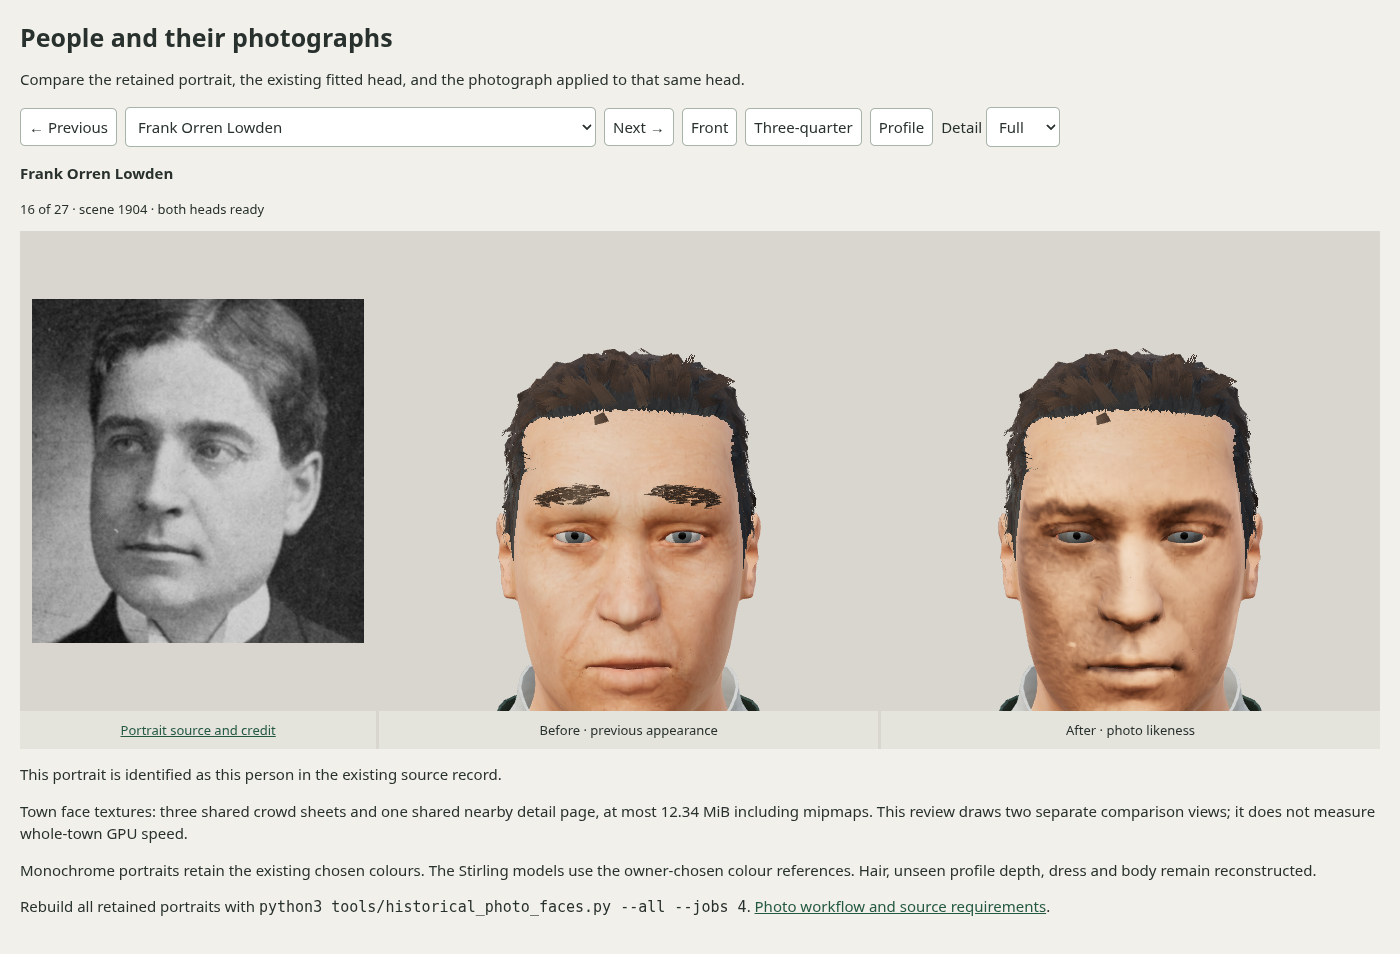 People and their photographs
Compare the retained portrait, the existing fitted head, and the photograph applied to that same head.
← Previous Frank Orren Lowden Next → Front Three-quarter Profile Detail Full
Frank Orren Lowden
16 of 27 · scene 1904 · both heads ready
Portrait source and credit Before · previous appearance After · photo likeness
This portrait is identified as this person in the existing source record.
Town face textures: three shared crowd sheets and one shared nearby detail page, at most 12.34 MiB including mipmaps. This review draws two separate comparison views; it does not measure
whole-town GPU speed.
Monochrome portraits retain the existing chosen colours. The Stirling models use the owner-chosen colour references. Hair, unseen profile depth, dress and body remain reconstructed.
Rebuild all retained portraits with python3 tools/historical_photo_faces.py --all --jobs 4. Photo workflow and source requirements.